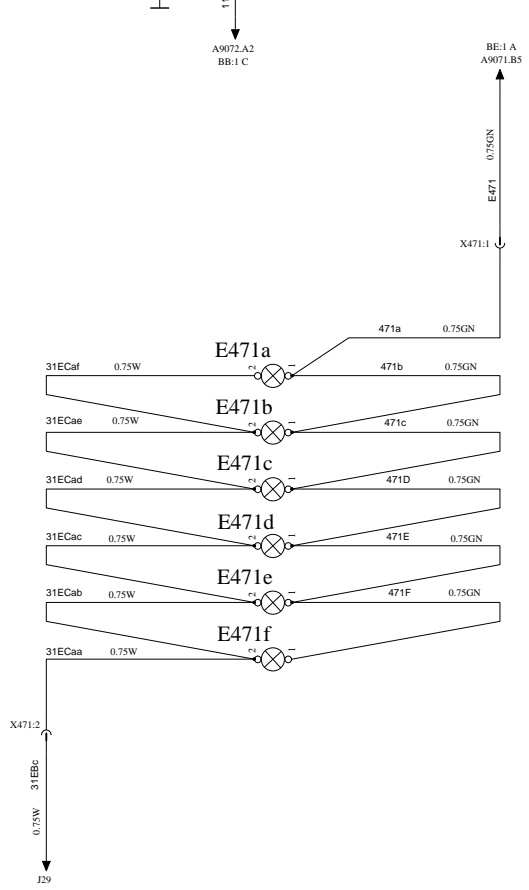 11
A9072.A2
BB:1 C
BE:1 A
A9071.B5
0.75GN
E471
X471:1
471a 0.75GN
E471a
31ECaf 0.75W 2 1 471b 0.75GN
E471b
31ECae 0.75W 2 1 471c 0.75GN
E471c
31ECad 0.75W 2 1 471D 0.75GN
E471d
31ECac 0.75W 2 1 471E 0.75GN
E471e
31ECab 0.75W 2 1 471F 0.75GN
E471f
31ECaa 0.75W 2 1
X471:2
31EBc
0.75W
J29